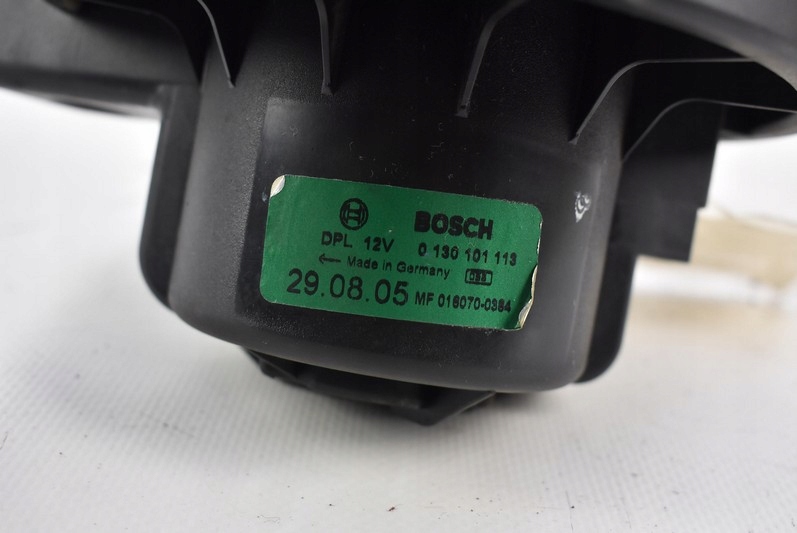 BOSCH
DPL 12V 0 130 101 113
← Made in Germany
29.08.05 MF 016070-0384